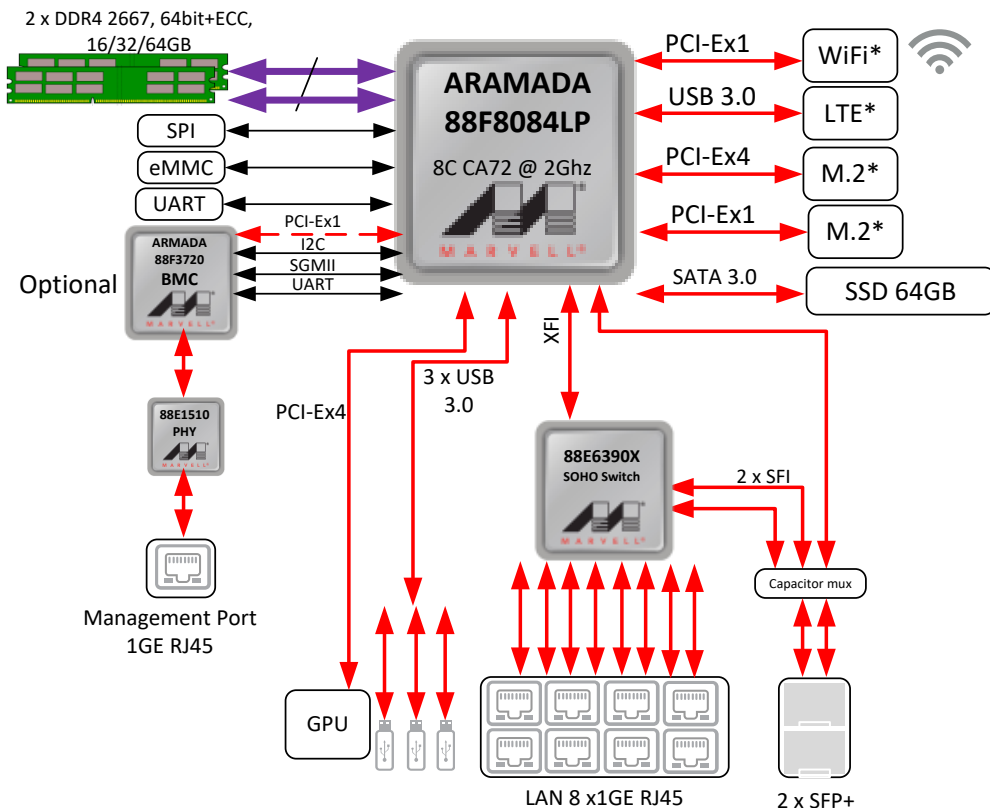 2 x DDR4 2667, 64bit+ECC,
16/32/64GB
SPI
eMMC
UART
ARAMADA
88F8084LP
8C CA72 @ 2Ghz
MARVELL®
PCI-Ex1
WiFi*
USB 3.0
LTE*
PCI-Ex4
M.2*
PCI-Ex1
M.2*
SATA 3.0
SSD 64GB
Optional
ARMADA
88F3720
BMC
MARVELL®
PCI-Ex1
I2C
SGMII
UART
88E1510
PHY
MARVELL®
Management Port
1GE RJ45
PCI-Ex4
GPU
3 x USB
3.0
XFI
88E6390X
SOHO Switch
MARVELL®
2 x SFI
Capacitor mux
LAN 8 x1GE RJ45
2 x SFP+